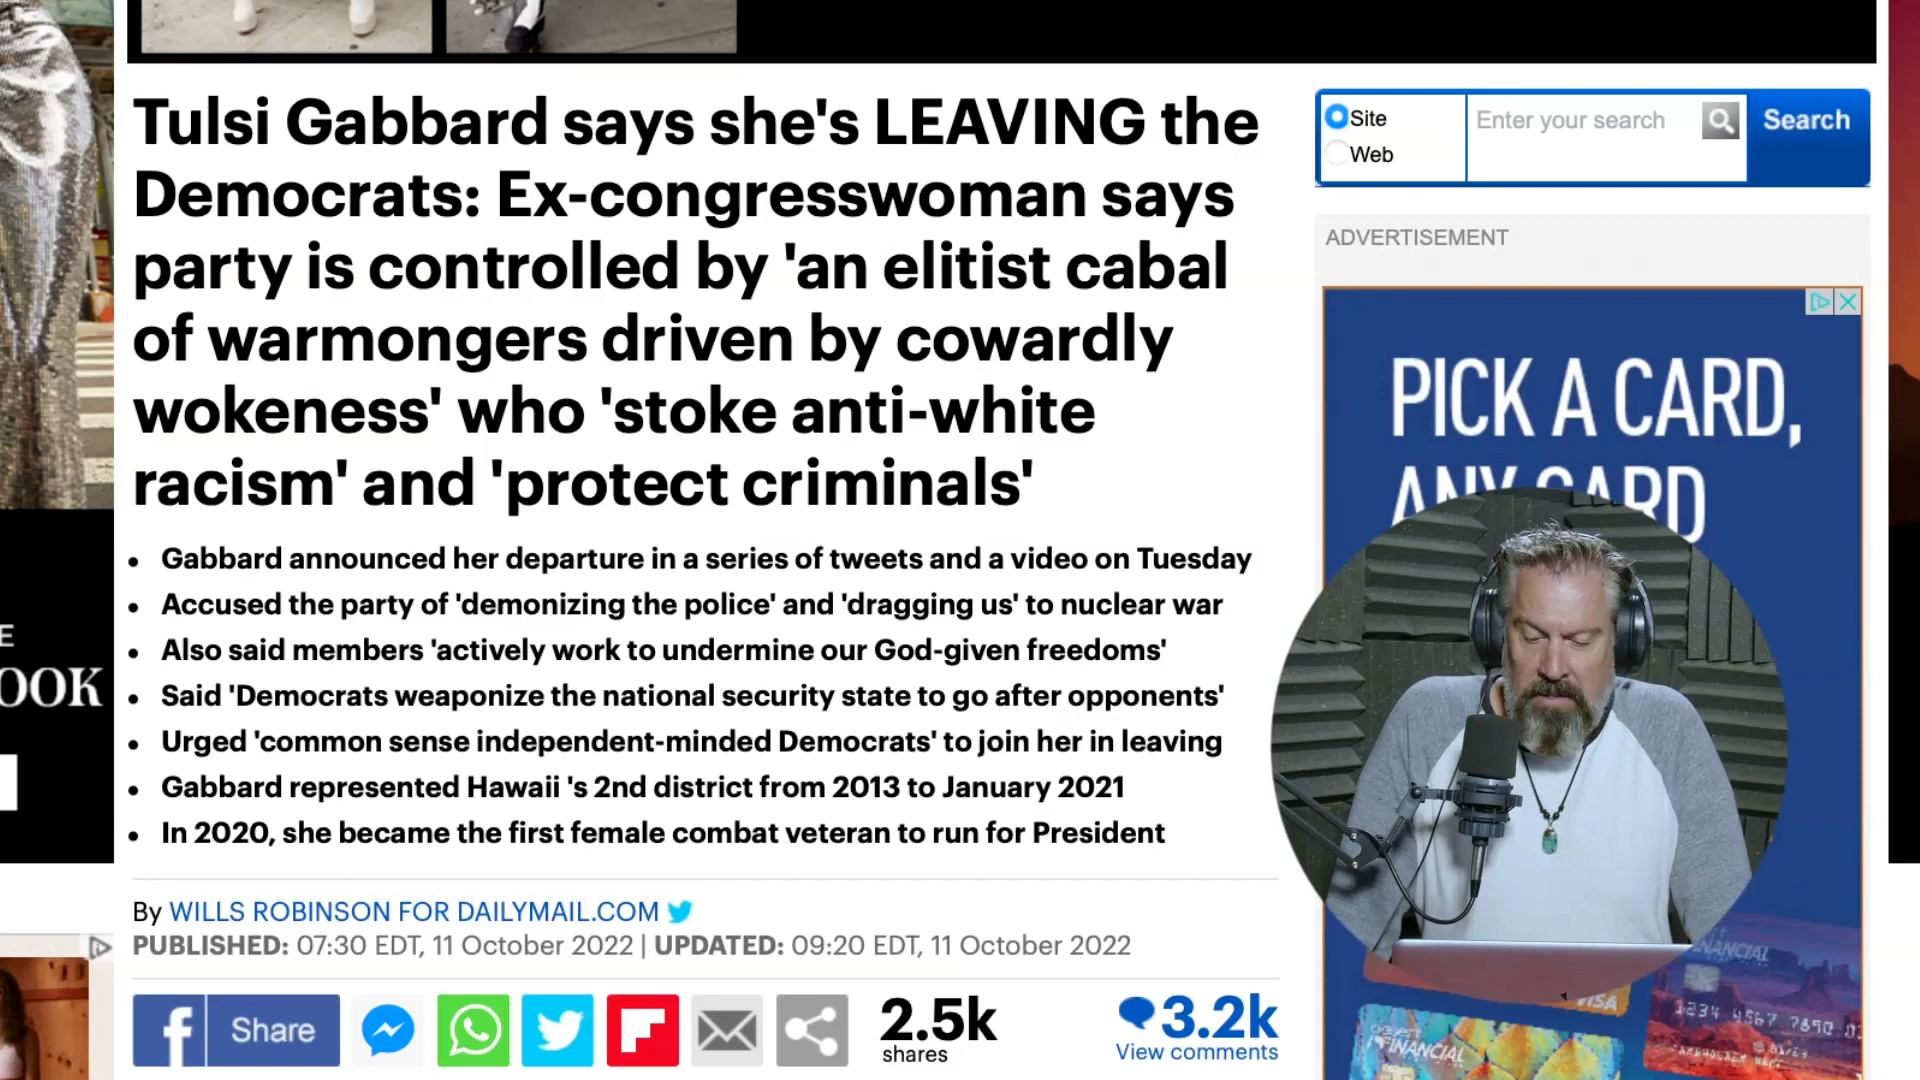 Tulsi Gabbard says she's LEAVING the
Democrats: Ex-congresswoman says
party is controlled by 'an elitist cabal
of warmongers driven by cowardly
wokeness' who 'stoke anti-white
racism' and 'protect criminals'
• Gabbard announced her departure in a series of tweets and a video on Tuesday
• Accused the party of 'demonizing the police' and 'dragging us' to nuclear war
• Also said members 'actively work to undermine our God-given freedoms'
• Said 'Democrats weaponize the national security state to go after opponents'
• Urged 'common sense independent-minded Democrats' to join her in leaving
• Gabbard represented Hawaii 's 2nd district from 2013 to January 2021
• In 2020, she became the first female combat veteran to run for President
By WILLS ROBINSON FOR DAILYMAIL.COM
PUBLISHED: 07:30 EDT, 11 October 2022 | UPDATED: 09:20 EDT, 11 October 2022
Share
2.5k
shares
3.2k
View comments
Site
Web
Enter your search
Search
ADVERTISEMENT
PICK A CARD,
ANY CARD
VISA
1234 4567 7890
FINANCIAL
E
OOK